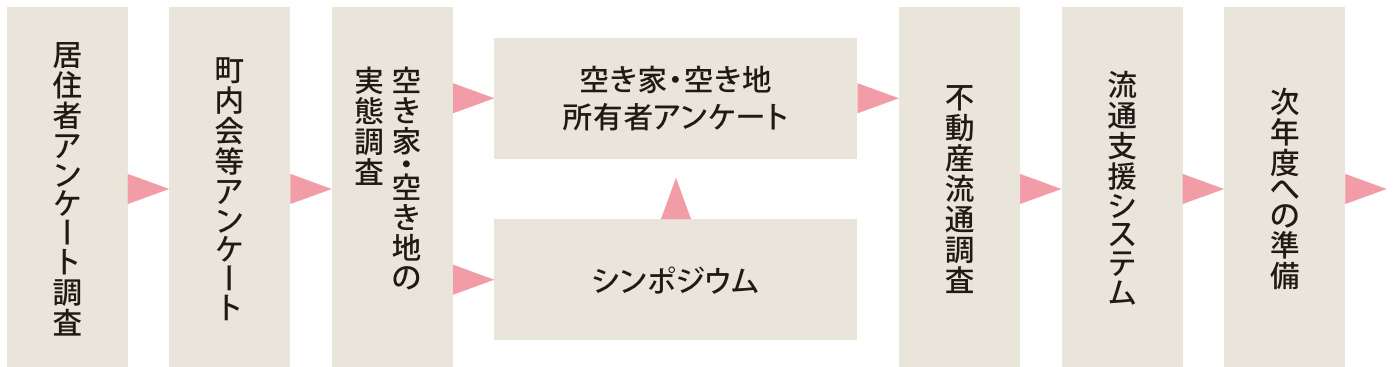 居住者アンケート調査
町内会等アンケート
空き家・空き地の
実態調査
空き家・空き地
所有者アンケート
シンポジウム
不動産流通調査
流通支援システム
次年度への準備